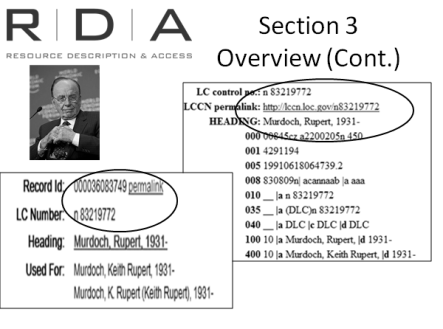 R | D | A
RESOURCE DESCRIPTION & ACCESS
Section 3
Overview (Cont.)
LC control no.: n 83219772
LCCN permalink: http://lccn.loc.gov/n83219772
HEADING: Murdoch, Rupert, 1931-
000 00845cz a2200205n 450
001 4291194
005 19910618064739.2
008 830809n| acannaab |a aaa
010 __ |a n 83219772
035 __ |a (DLC)n 83219772
040 __ |a DLC |c DLC |d DLC
100 10 |a Murdoch, Rupert, |d 1931-
400 10 |a Murdoch, Keith Rupert, |d 1931-
Record Id: 000036083749 permalink
LC Number: n 83219772
Heading: Murdoch, Rupert, 1931-
Used For: Murdoch, Keith Rupert, 1931-
Murdoch, K. Rupert (Keith Rupert), 1931-